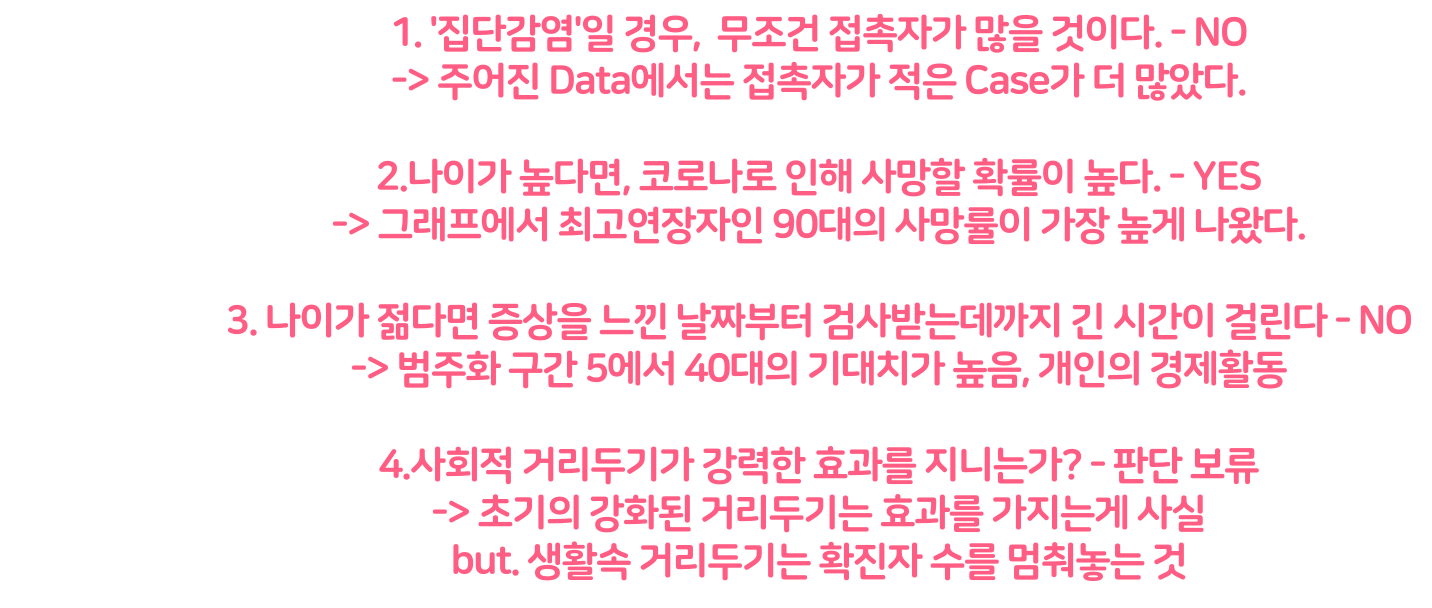 1. '집단감염'일 경우,  무조건 접촉자가 많을 것이다. - NO
-> 주어진 Data에서는 접촉자가 적은 Case가 더 많았다.
2.나이가 높다면, 코로나로 인해 사망할 확률이 높다. - YES
-> 그래프에서 최고연장자인 90대의 사망률이 가장 높게 나왔다.
3. 나이가 젊다면 증상을 느낀 날짜부터 검사받는데까지 긴 시간이 걸린다 - NO
-> 범주화 구간 5에서 40대의 기대치가 높음, 개인의 경제활동
4.사회적 거리두기가 강력한 효과를 지니는가? - 판단 보류
-> 초기의 강화된 거리두기는 효과를 가지는게 사실
but. 생활속 거리두기는 확진자 수를 멈춰놓는 것